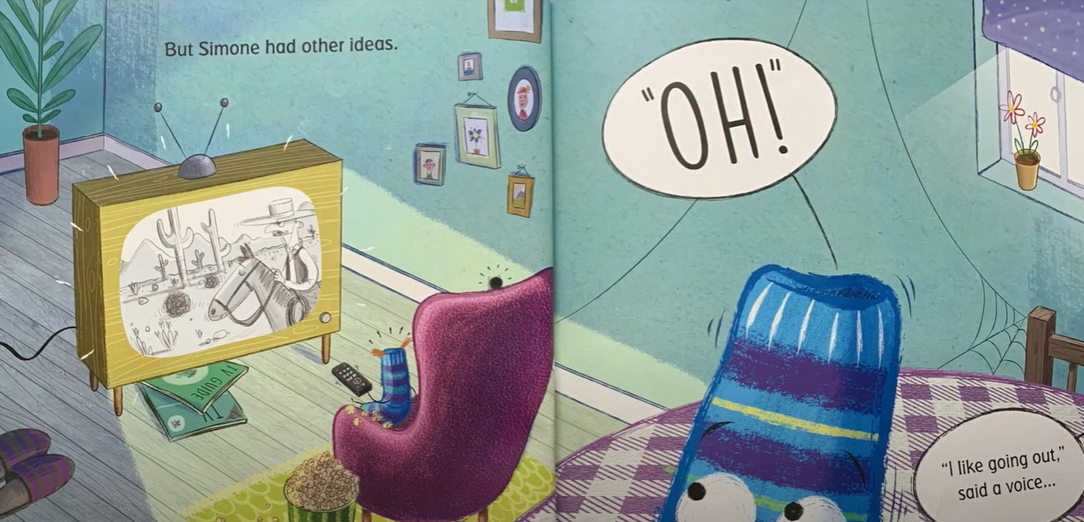 But Simone had other ideas.
TV GUIDE
"OH!"
"I like going out,"
said a voice...